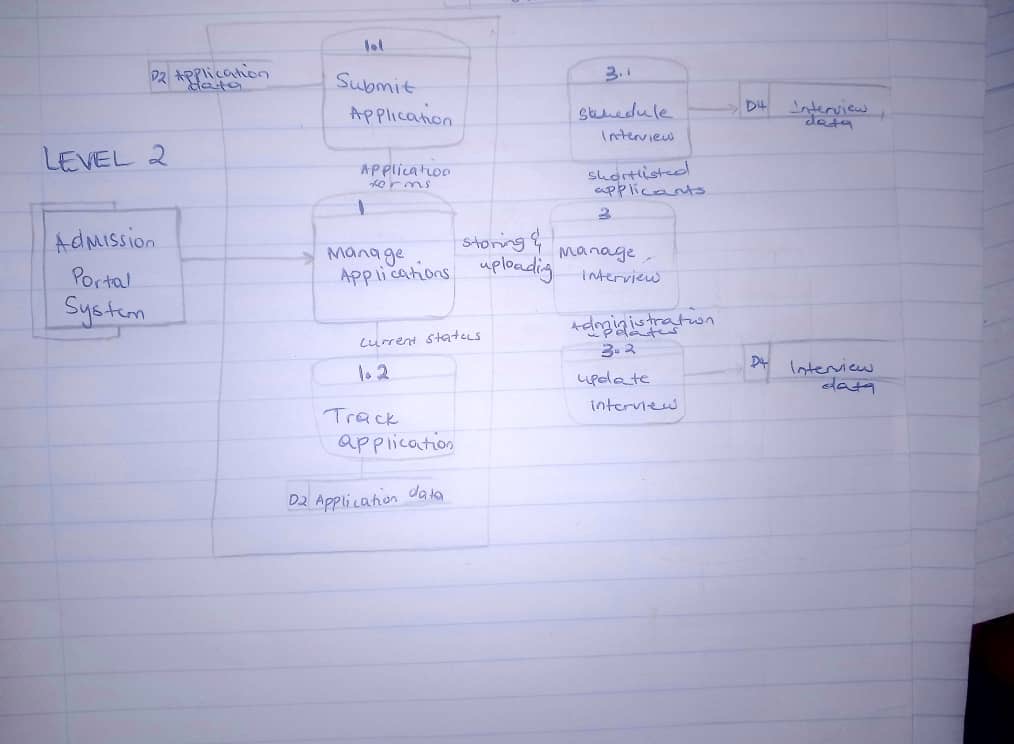 1.1
D2 Application
data
Submit
Application
3.1
Schedule
interview
D4 interview
data
LEVEL 2
Application
forms
shortlisted
applicants
1
3
Admission
Portal
System
Manage
Applications
storing &
uploading
Manage
interview
current status
Administration
updates
1.2
Track
application
3.2
update
interview
D4 Interview
data
D2 Application data